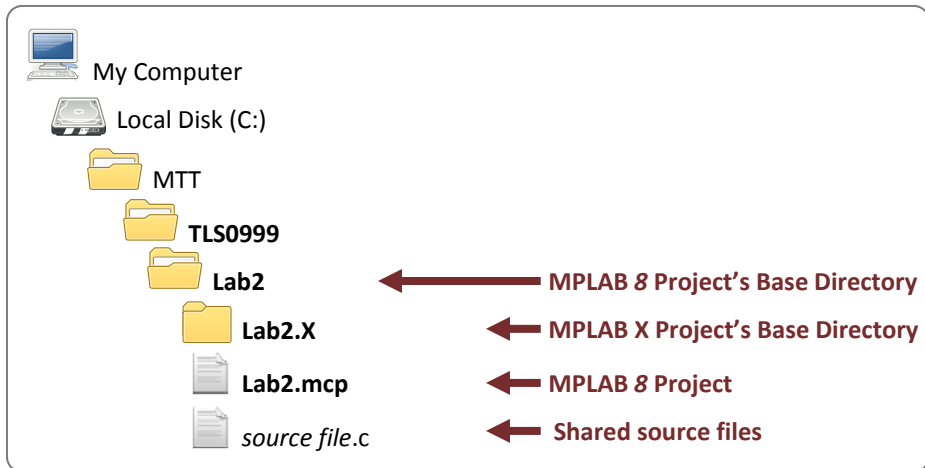 My Computer
Local Disk (C:)
MTT
TLS0999
Lab2 MPLAB 8 Project's Base Directory
Lab2.X MPLAB X Project's Base Directory
Lab2.mcp MPLAB 8 Project
source file.c Shared source files